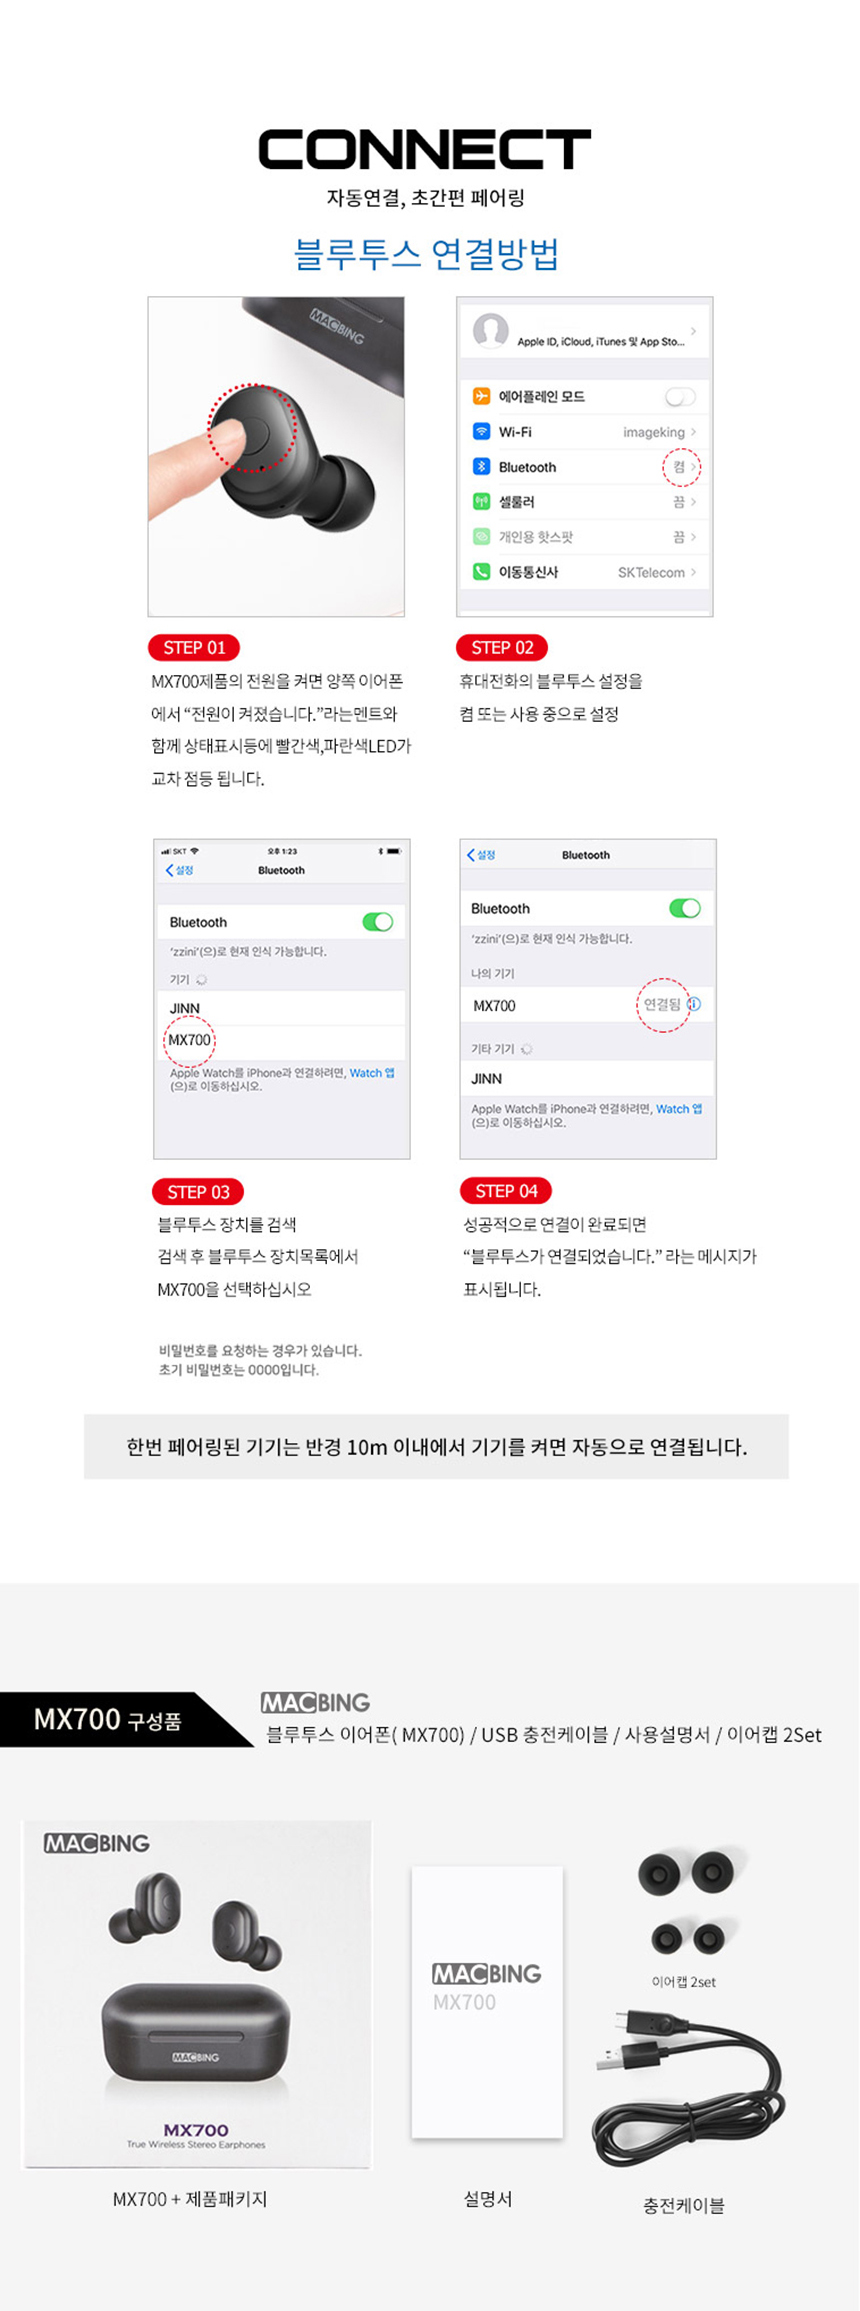 CONNECT
자동연결, 초간편 페어링
블루투스 연결방법
MACBING
Apple ID, iCloud, iTunes 및 App Sto...
에어플레인 모드
Wi-Fi imageking
Bluetooth 켬
셀룰러 끔
개인용 핫스팟 끔
이동통신사 SKTelecom
STEP 01
MX700제품의 전원을 켜면 양쪽 이어폰
에서 “전원이 켜졌습니다.”라는멘트와
함께 상태표시등에 빨간색,파란색LED가
교차 점등 됩니다.
STEP 02
휴대전화의 블루투스 설정을
켬 또는 사용 중으로 설정
SKT 오후 1:23
설정 Bluetooth
Bluetooth
‘zzini’(으)로 현재 인식 가능합니다.
기기
JINN
MX700
Apple Watch를 iPhone과 연결하려면, Watch 앱
(으)로 이동하십시오.
설정 Bluetooth
Bluetooth
‘zzini’(으)로 현재 인식 가능합니다.
나의 기기
MX700 연결됨
기타 기기
JINN
Apple Watch를 iPhone과 연결하려면, Watch 앱
(으)로 이동하십시오.
STEP 03
블루투스 장치를 검색
검색 후 블루투스 장치목록에서
MX700을 선택하십시오
비밀번호를 요청하는 경우가 있습니다.
초기 비밀번호는 0000입니다.
STEP 04
성공적으로 연결이 완료되면
“블루투스가 연결되었습니다.” 라는 메시지가
표시됩니다.
한번 페어링된 기기는 반경 10m 이내에서 기기를 켜면 자동으로 연결됩니다.
MX700 구성품
MACBING
블루투스 이어폰( MX700) / USB 충전케이블 / 사용설명서 / 이어캡 2Set
MACBING
MACBING
MX700
True Wireless Stereo Earphones
MX700 + 제품패키지
MACBING
MX700
설명서
이어캡 2set
충전케이블